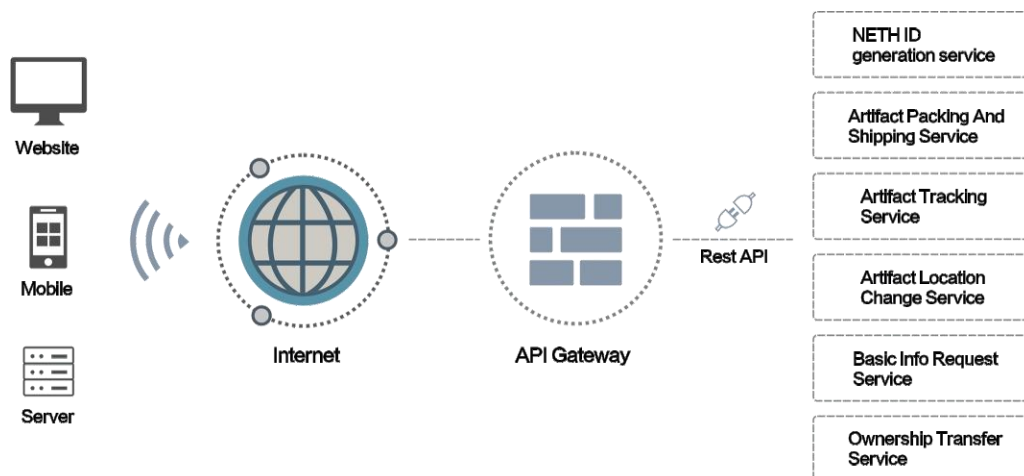 Website
Mobile
Server
Internet
API Gateway
Rest API
NETH ID
generation service
Artifact Packing And
Shipping Service
Artifact Tracking
Service
Artifact Location
Change Service
Basic Info Request
Service
Ownership Transfer
Service